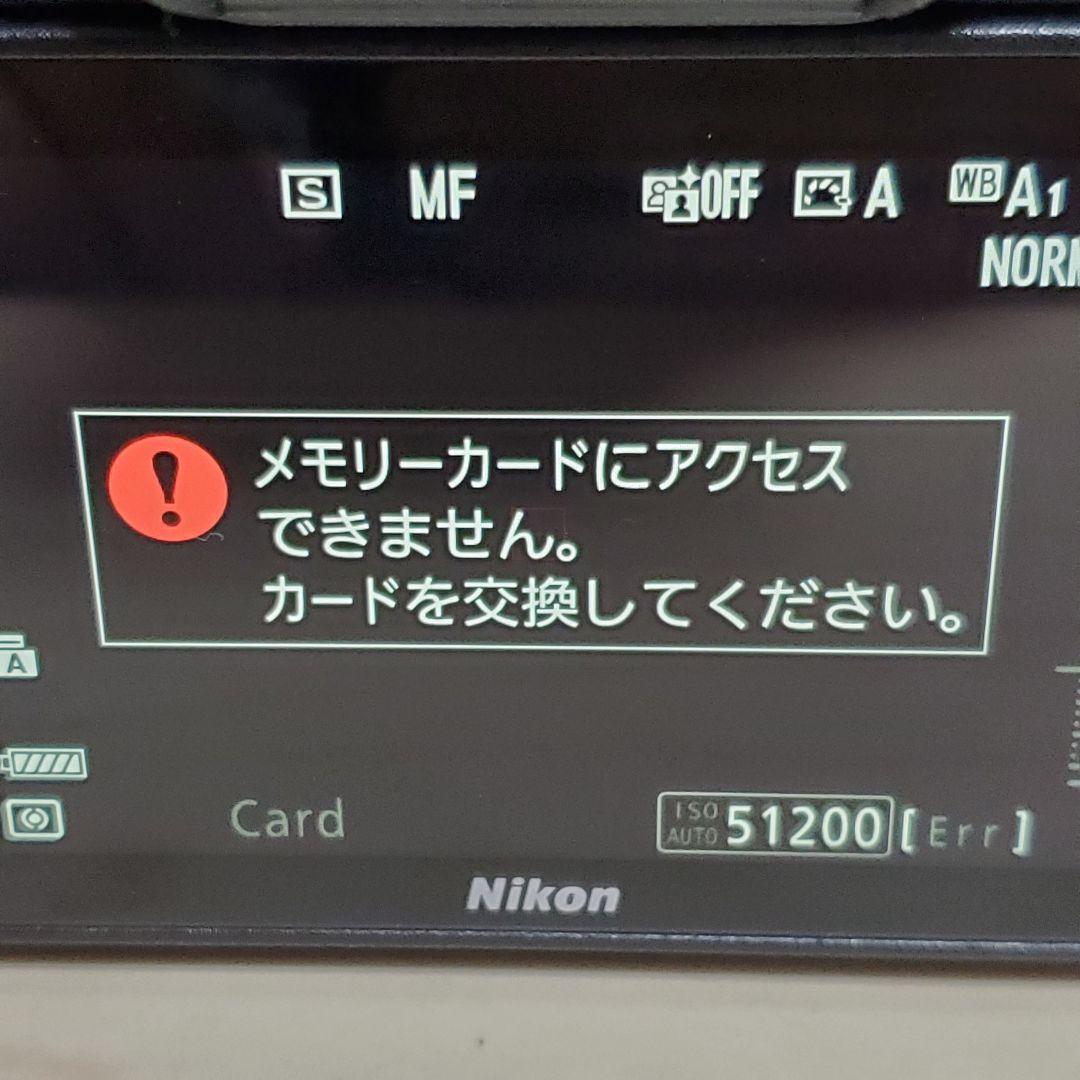 S MF OFF A WB A1
NORM
メモリーカードにアクセス
できません。
カードを交換してください。
A
Card ISO AUTO 51200 [Err]
Nikon